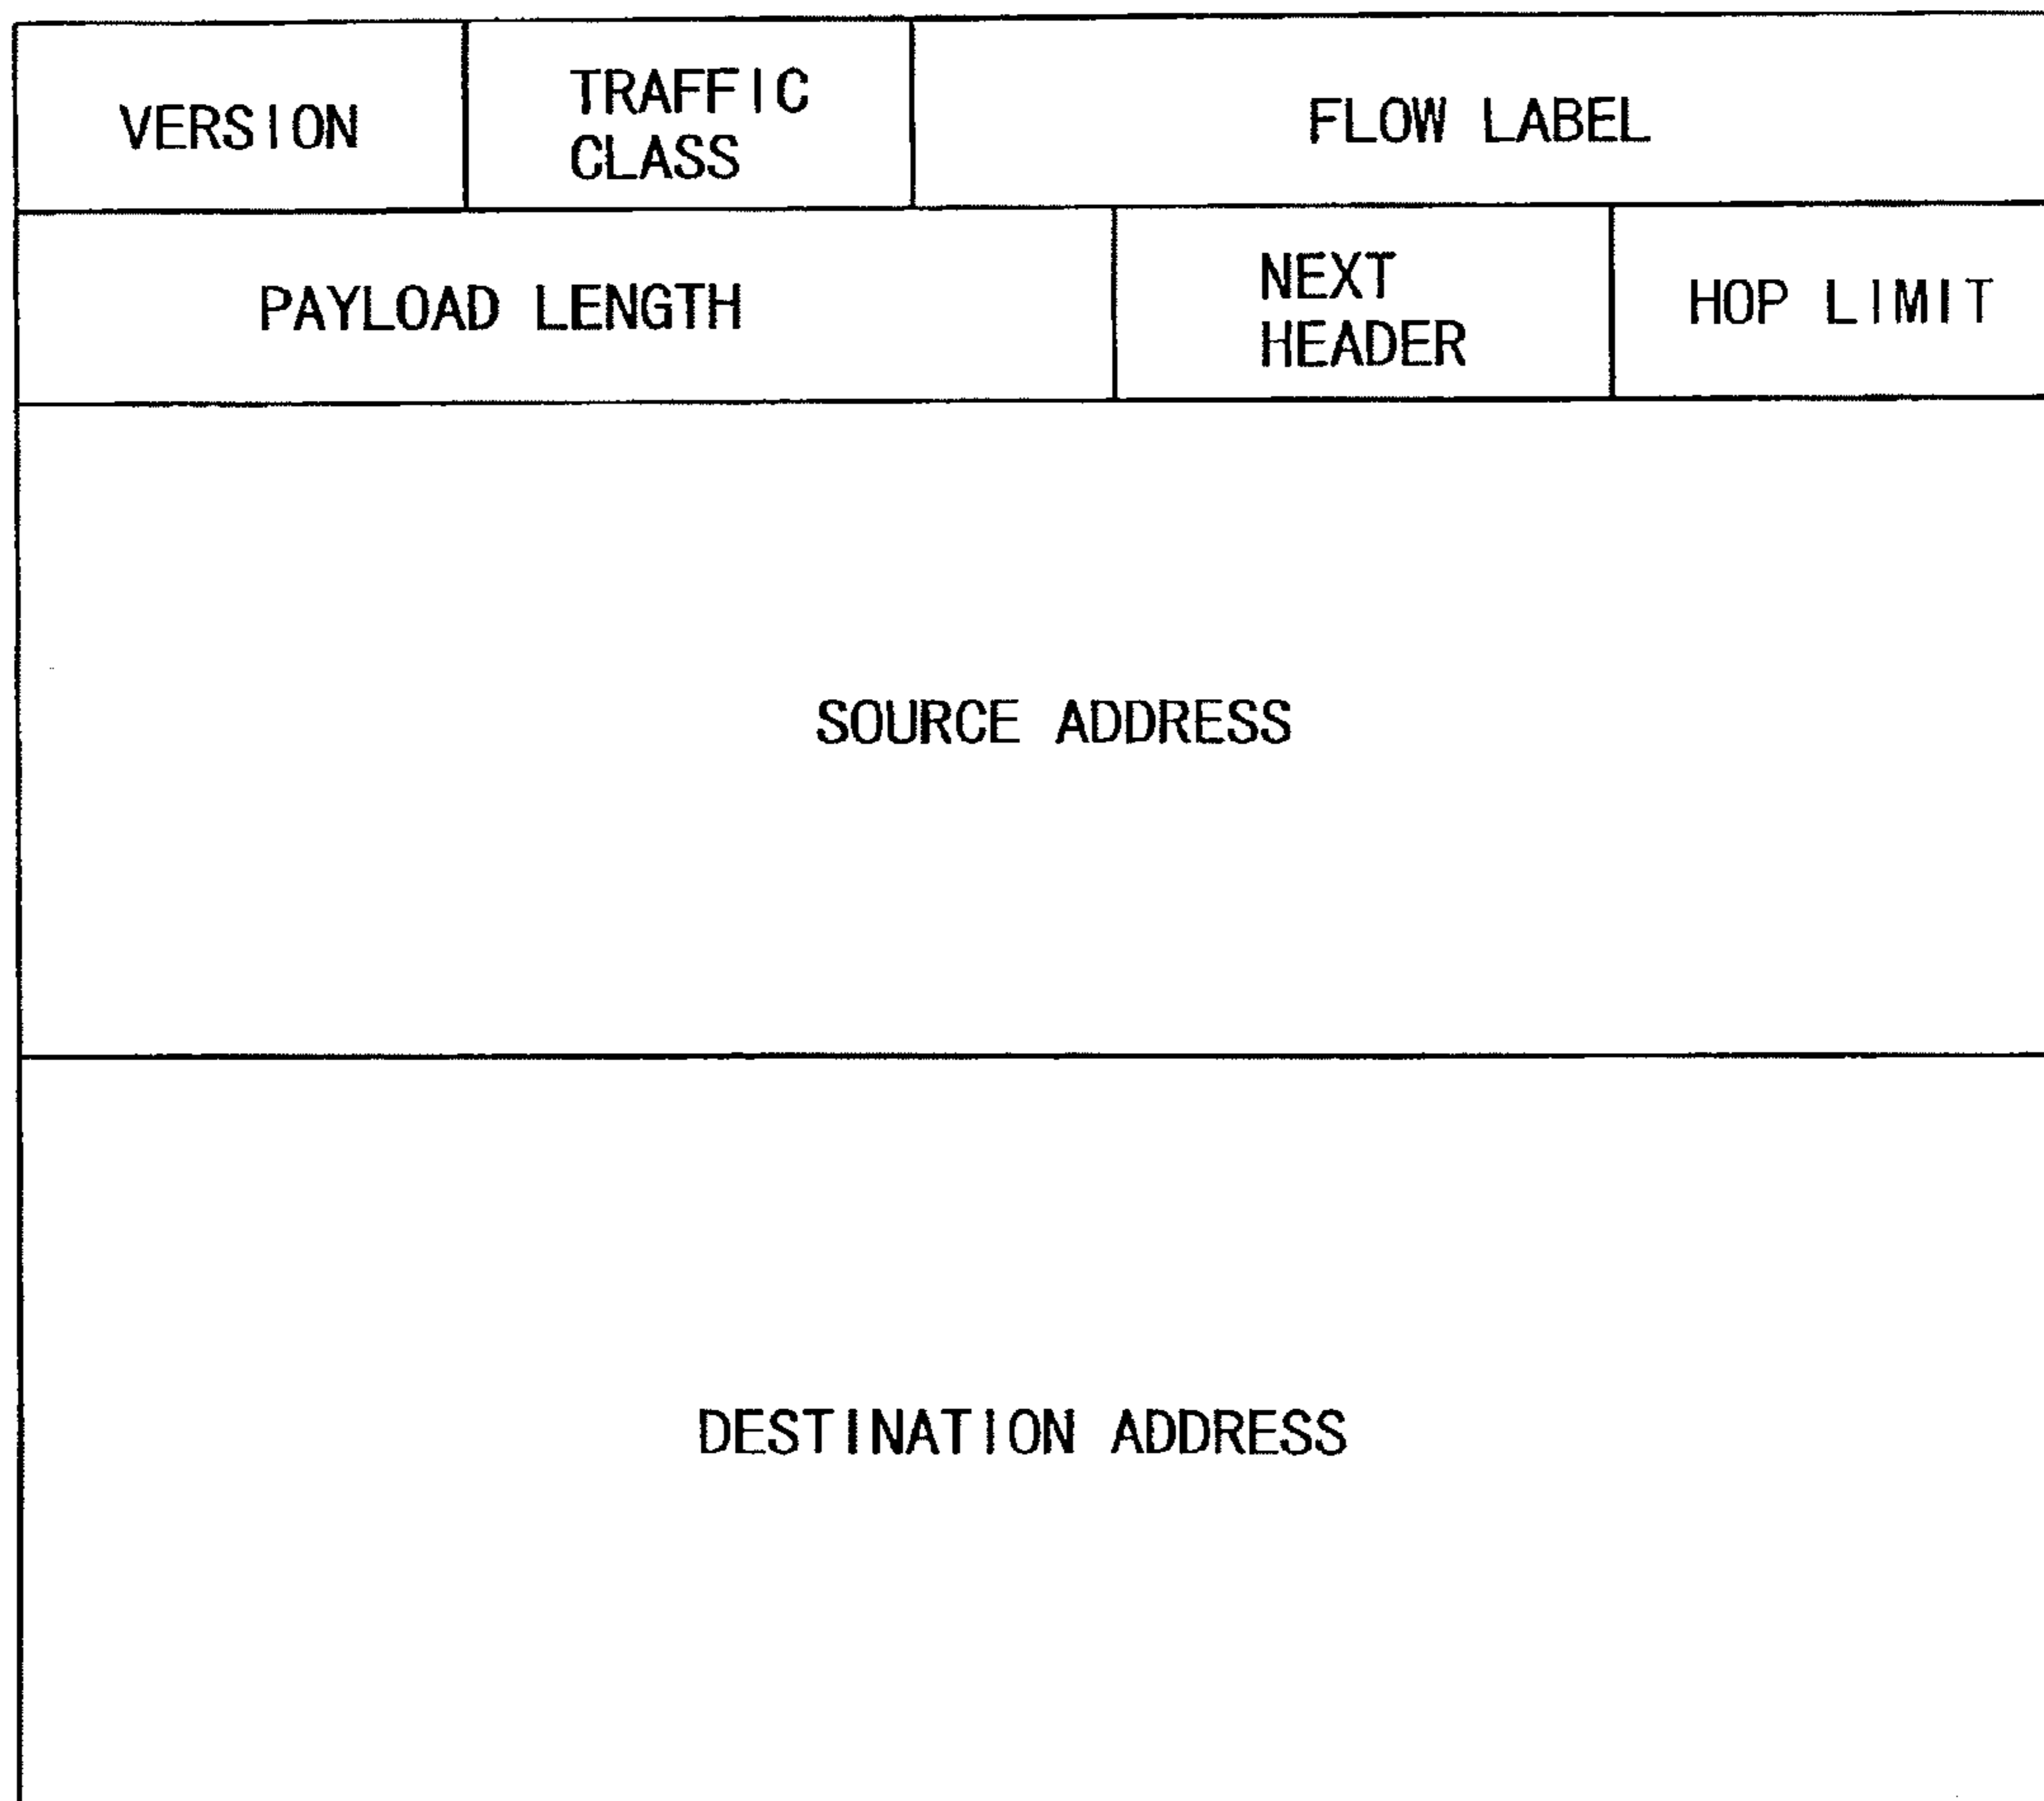 VERSION
TRAFFIC
CLASS
FLOW LABEL
PAYLOAD LENGTH
NEXT
HEADER
HOP LIMIT
SOURCE ADDRESS
DESTINATION ADDRESS